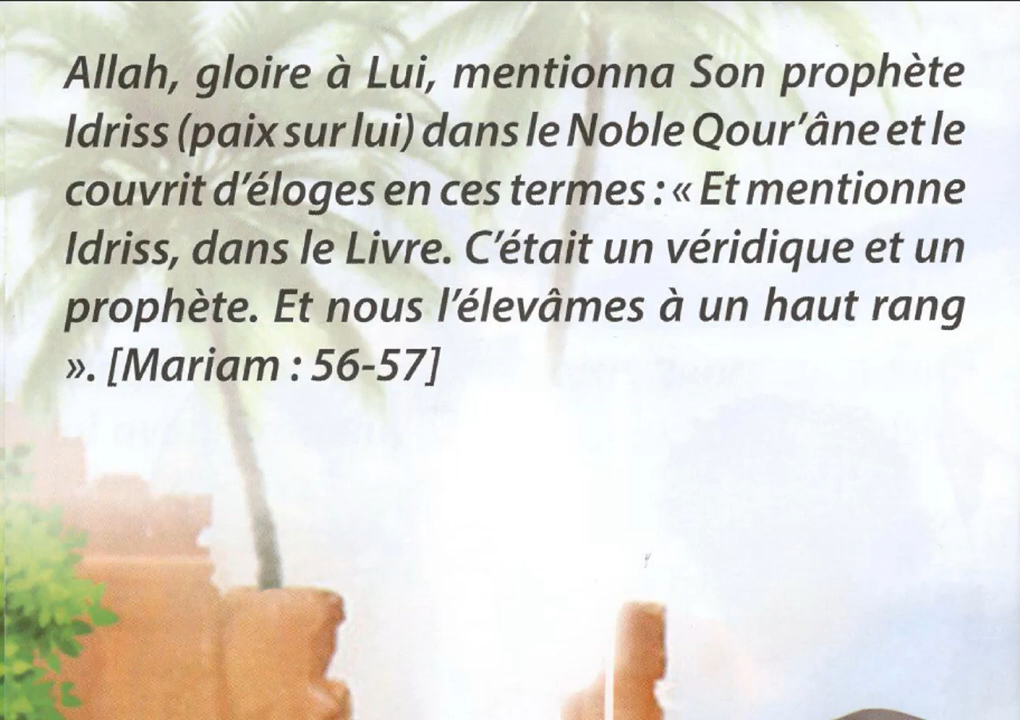 Allah, gloire à Lui, mentionna Son prophète
Idriss (paix sur lui) dans le Noble Qour’âne et le
couvrit d’éloges en ces termes : « Et mentionne
Idriss, dans le Livre. C’était un véridique et un
prophète. Et nous l’élevâmes à un haut rang
». [Mariam : 56-57]